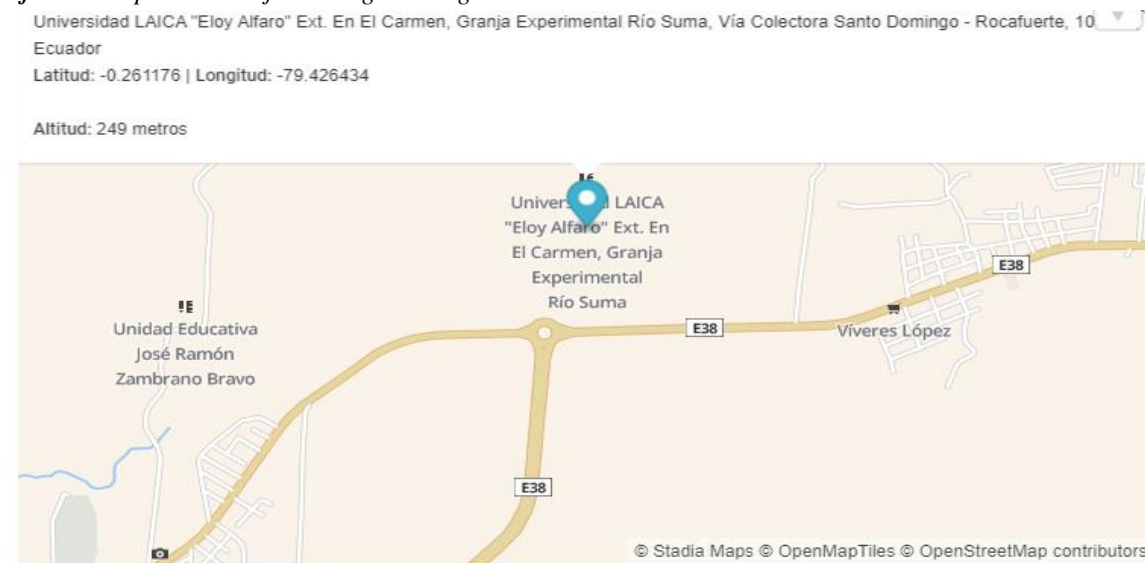 Universidad LAICA "Eloy Alfaro" Ext. En El Carmen, Granja Experimental Río Suma, Vía Colectora Santo Domingo - Rocafuerte, 10
Ecuador
Latitud: -0.261176 | Longitud: -79.426434
Altitud: 249 metros
LAICA
"Eloy Alfaro" Ext. En
El Carmen, Granja
Experimental
Río Suma
E38
Unidad Educativa
José Ramón
Zambrano Bravo
E38
Víveres López
E38
© Stadia Maps © OpenMapTiles © OpenStreetMap contributors